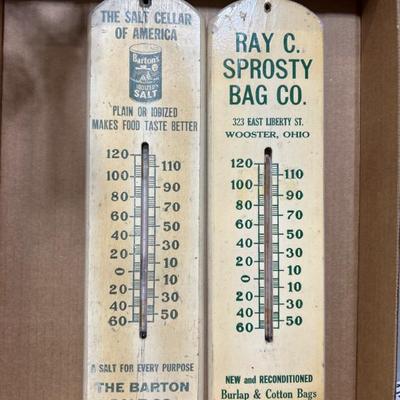 THE SALT CELLAR
OF AMERICA
Barton's
IODIZED
SALT
PLAIN OR IODIZED
MAKES FOOD TASTE BETTER
120
110
100
90
80
70
60
50
40
30
20
10
0
10
20
30
40
50
60
A SALT FOR EVERY PURPOSE
THE BARTON
SALT CO.
RAY C.
SPROSTY
BAG CO.
323 EAST LIBERTY ST.
WOOSTER, OHIO
120
110
100
90
80
70
60
50
40
30
20
10
0
10
20
30
40
50
60
NEW and RECONDITIONED
Burlap & Cotton Bags